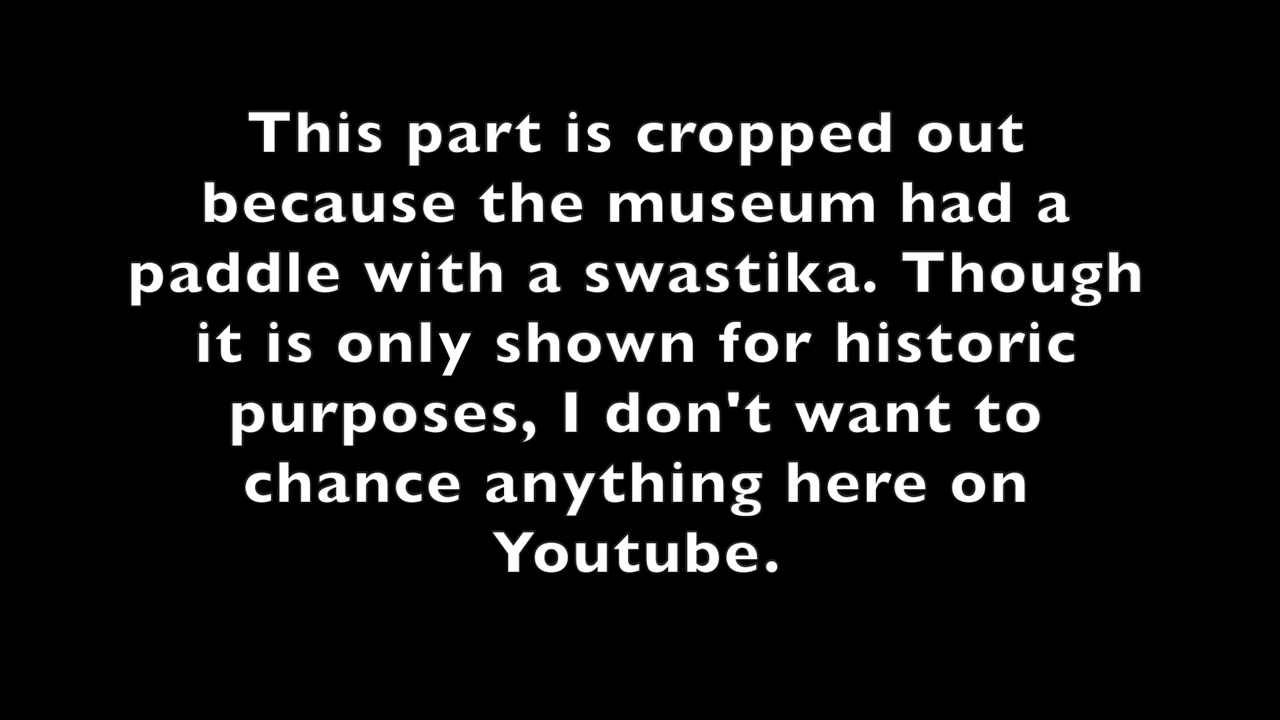 This part is cropped out
because the museum had a
paddle with a swastika. Though
it is only shown for historic
purposes, I don't want to
chance anything here on
Youtube.